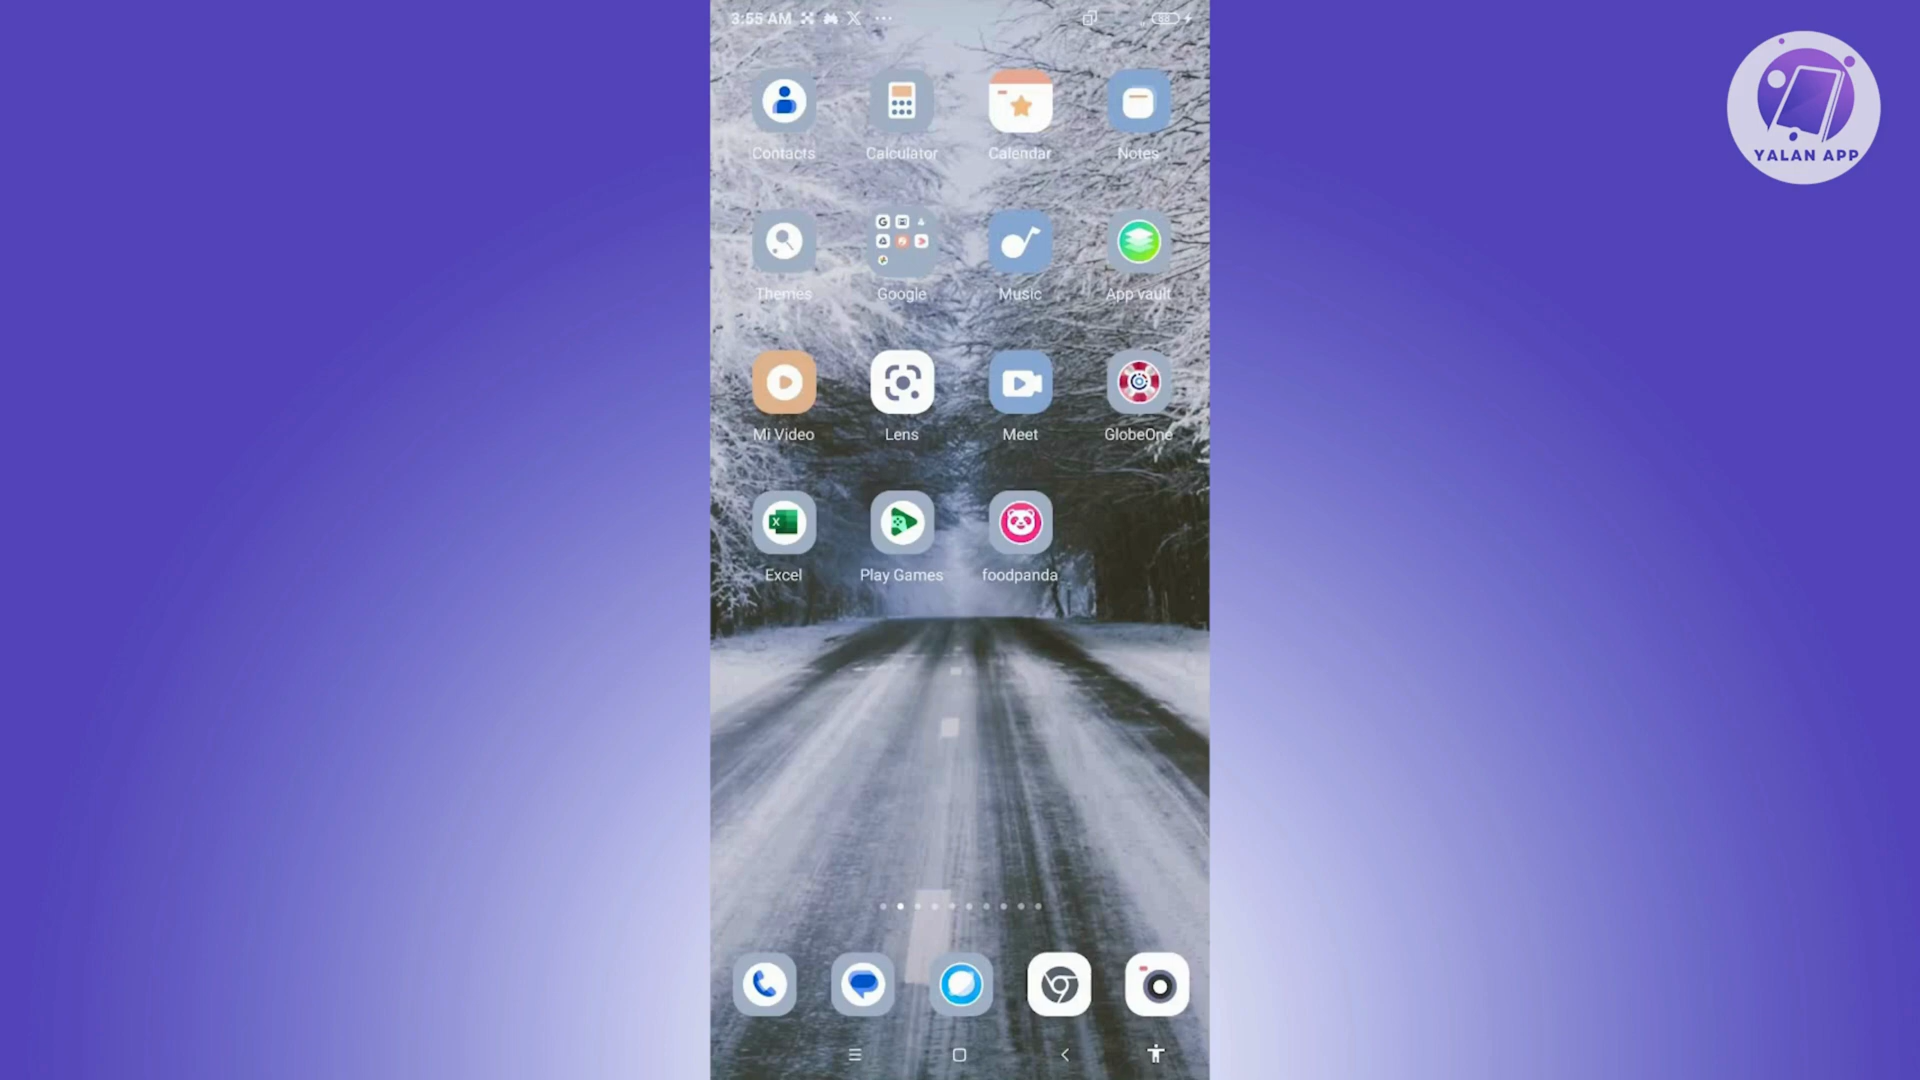 3:55 AM
YALAN APP
Contacts Calculator Calendar Notes
Themes Google Music App vault
Mi Video Lens Meet GlobeOne
Excel Play Games foodpanda